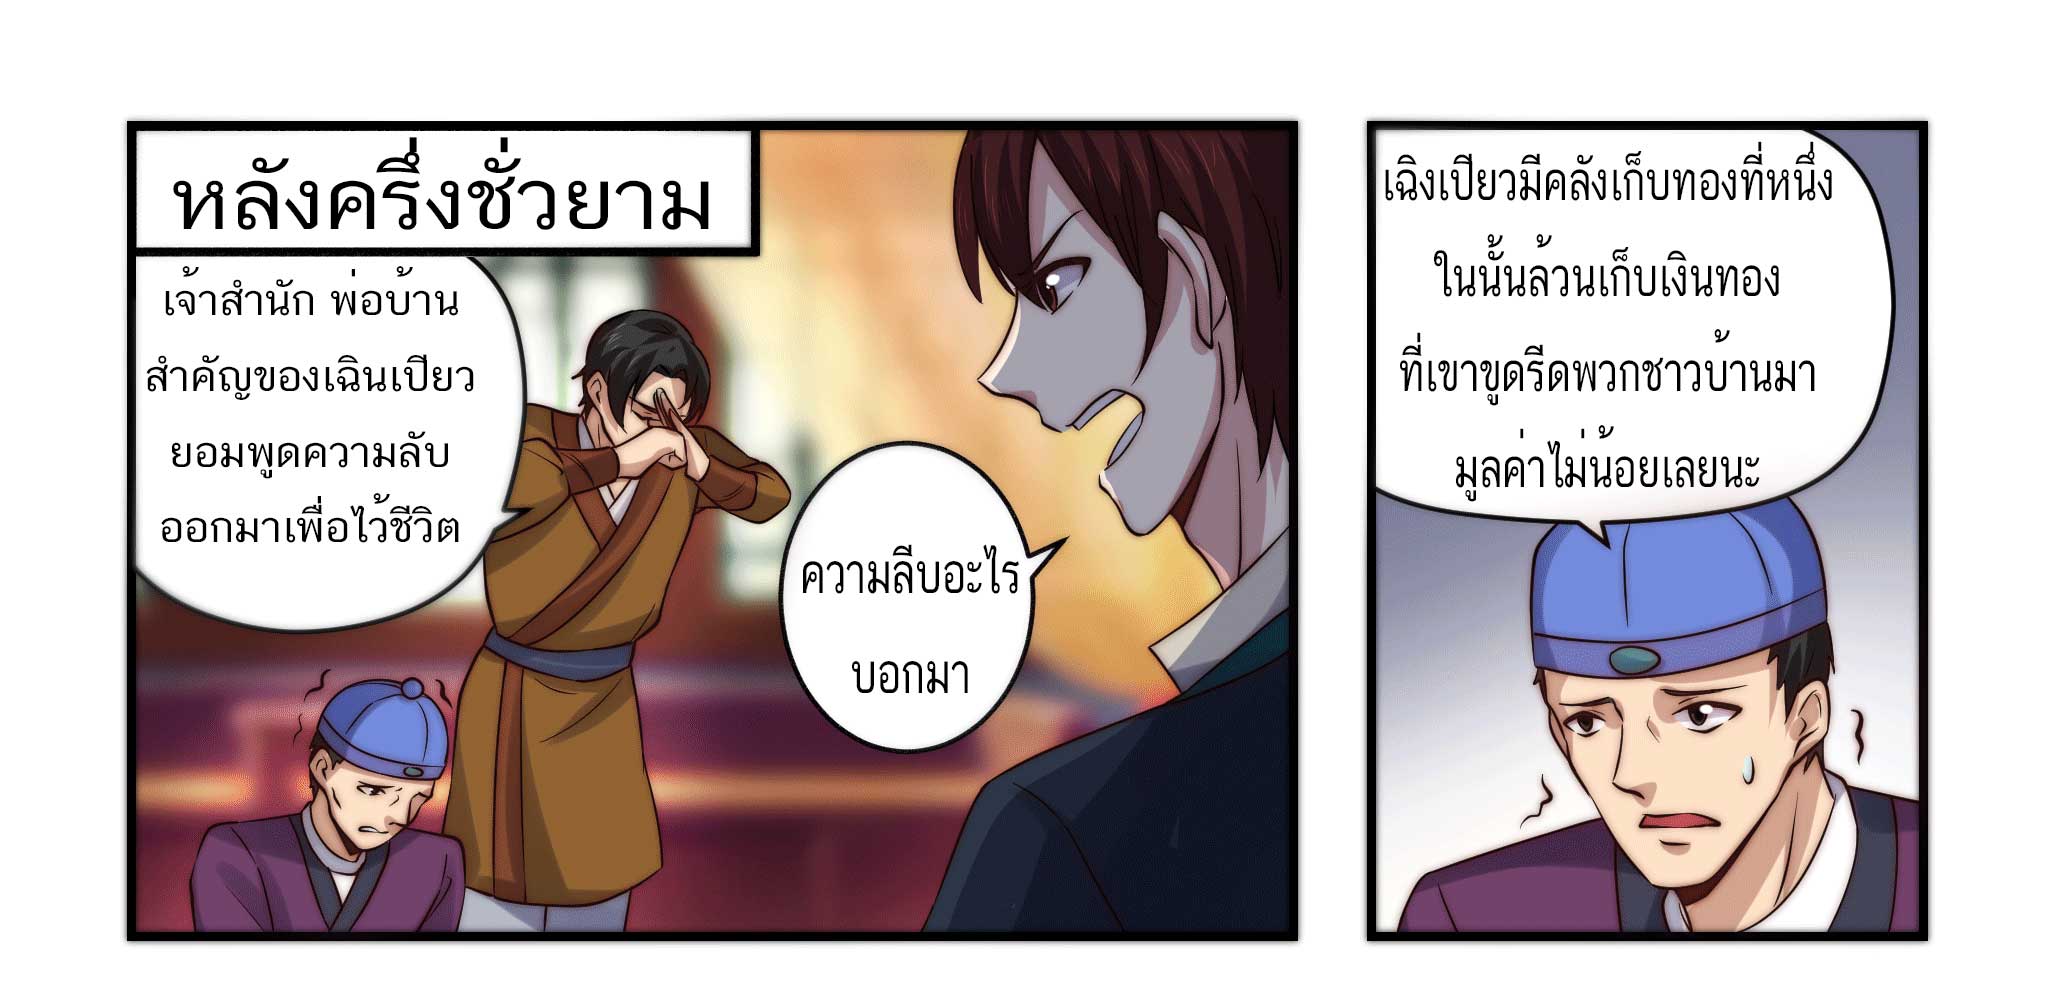 หลังครึ่งชั่วยาม
เจ้าสำนัก พ่อบ้าน
สำคัญของเฉินเปียว
ยอมพูดความลับ
ออกมาเพื่อไว้ชีวิต
ความลีบอะไร
บอกมา
เฉิงเปียวมีคลังเก็บทองที่หนึ่ง
ในนั้นล้วนเก็บเงินทอง
ที่เขาขูดรีดพวกชาวบ้านมา
มูลค่าไม่น้อยเลยนะ